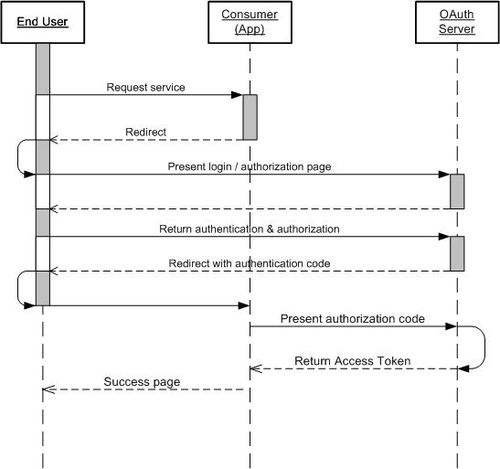 End User
Consumer
(App)
OAuth
Server
Request service
Redirect
Present login / authorization page
Return authentication & authorization
Redirect with authentication code
Present authorization code
Return Access Token
Success page